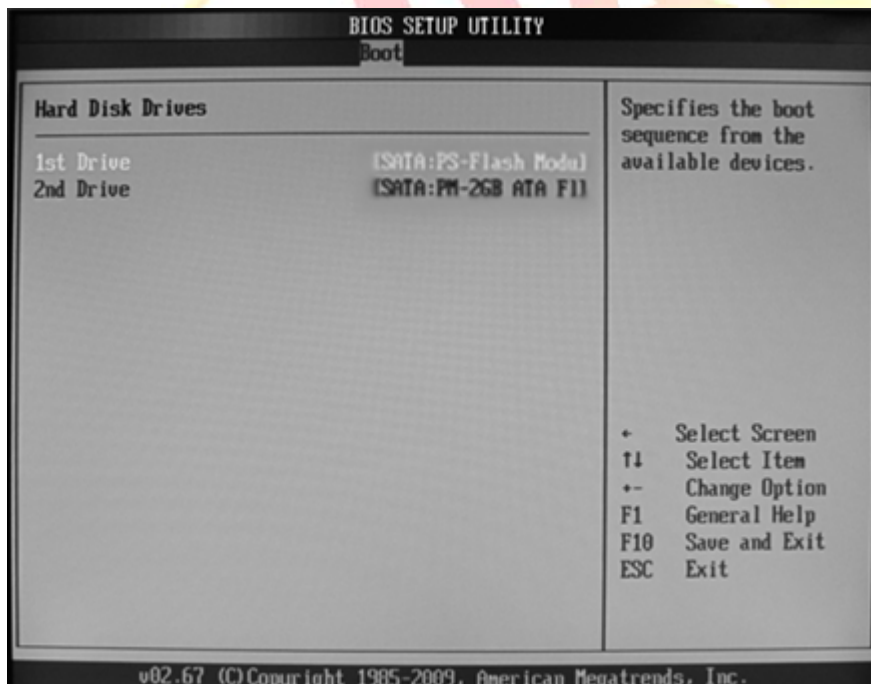 BIOS SETUP UTILITY
Boot
Hard Disk Drives
1st Drive [SATA:PS-Flash Modu]
2nd Drive [SATA:PM-2GB ATA Fl]
Specifies the boot
sequence from the
available devices.
← Select Screen
↑↓ Select Item
+- Change Option
F1 General Help
F10 Save and Exit
ESC Exit
v02.67 (C)Copyright 1985-2009, American Megatrends, Inc.